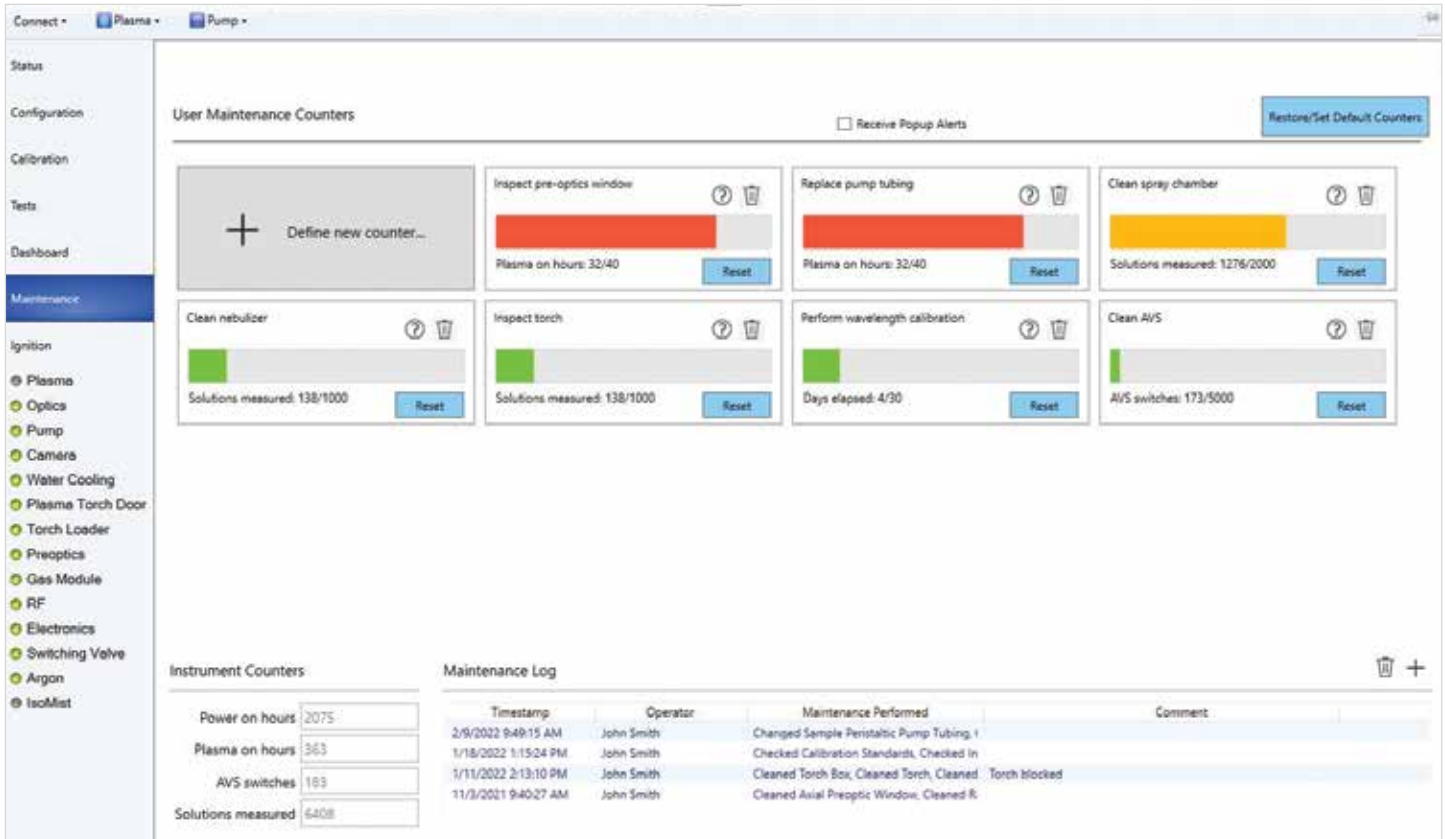 Connect
Plasma
Pump
Status
Configuration
Calibration
Tests
Dashboard
Maintenance
Ignition
Plasma
Optics
Pump
Camera
Water Cooling
Plasma Torch Door
Torch Loader
Preoptics
Gas Module
RF
Electronics
Switching Valve
Argon
IsoMist
User Maintenance Counters
Receive Popup Alerts
Restore/Set Default Counters
Define new counter...
Inspect pre-optics window
Plasma on hours: 32/40
Reset
Replace pump tubing
Plasma on hours: 32/40
Reset
Clean spray chamber
Solutions measured: 1276/2000
Reset
Clean nebulizer
Solutions measured: 138/1000
Reset
Inspect torch
Solutions measured: 138/1000
Reset
Perform wavelength calibration
Days elapsed: 4/30
Reset
Clean AVS
AVS switches: 173/5000
Reset
Instrument Counters
Power on hours 2075
Plasma on hours 363
AVS switches 183
Solutions measured 6408
Maintenance Log
Timestamp Operator Maintenance Performed Comment
2/9/2022 9:49:15 AM John Smith Changed Sample Peristaltic Pump Tubing,
1/18/2022 1:15:24 PM John Smith Checked Calibration Standards, Checked In
1/11/2022 2:13:10 PM John Smith Cleaned Torch Box, Cleaned Torch, Cleaned Torch blocked
11/3/2021 9:40:27 AM John Smith Cleaned Axial Preoptic Window, Cleaned R